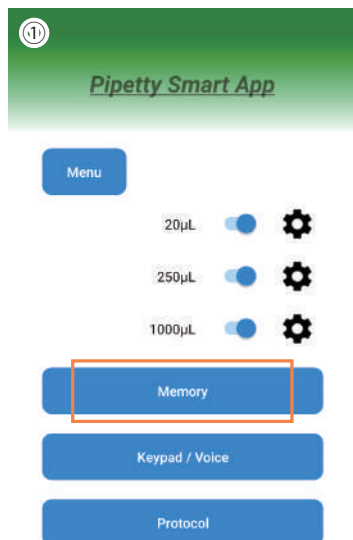 ①
Pipetty Smart App
Menu
20µL
250µL
1000µL
Memory
Keypad / Voice
Protocol